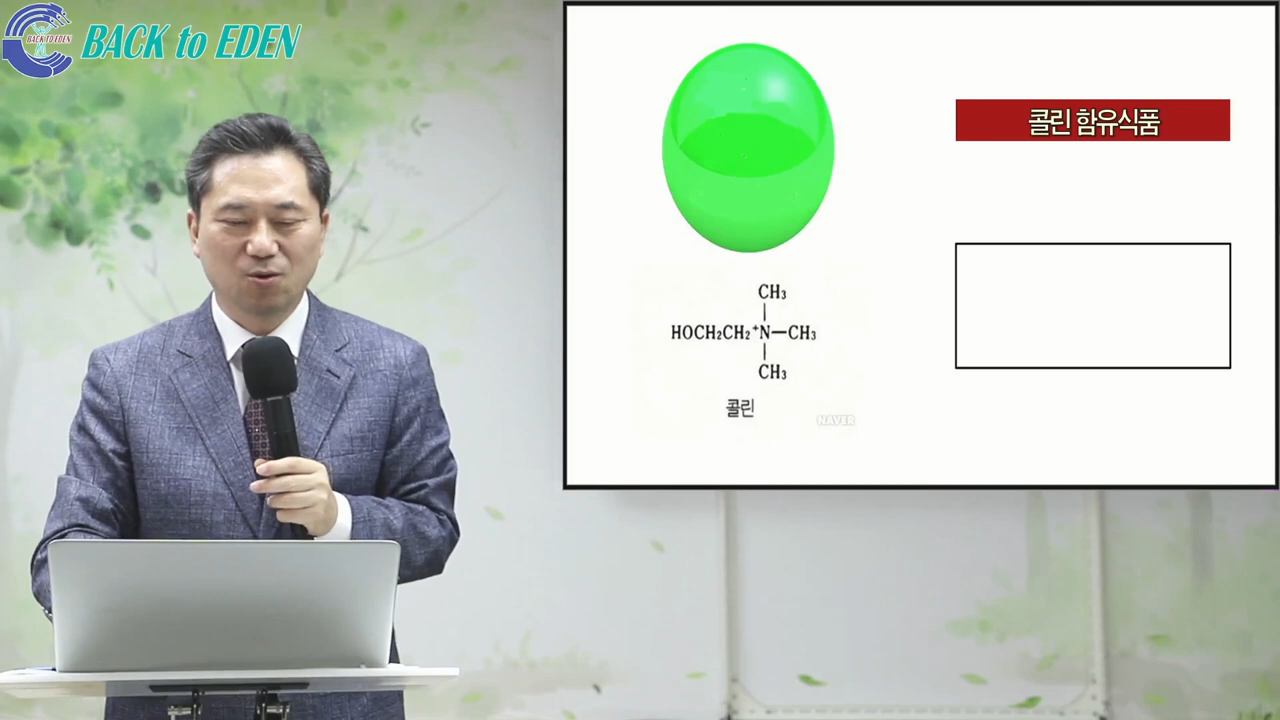 BACK TO EDEN
BACK to EDEN
콜린 함유식품
CH₃
HOCH₂CH₂⁺N—CH₃
CH₃
콜린
NAVER